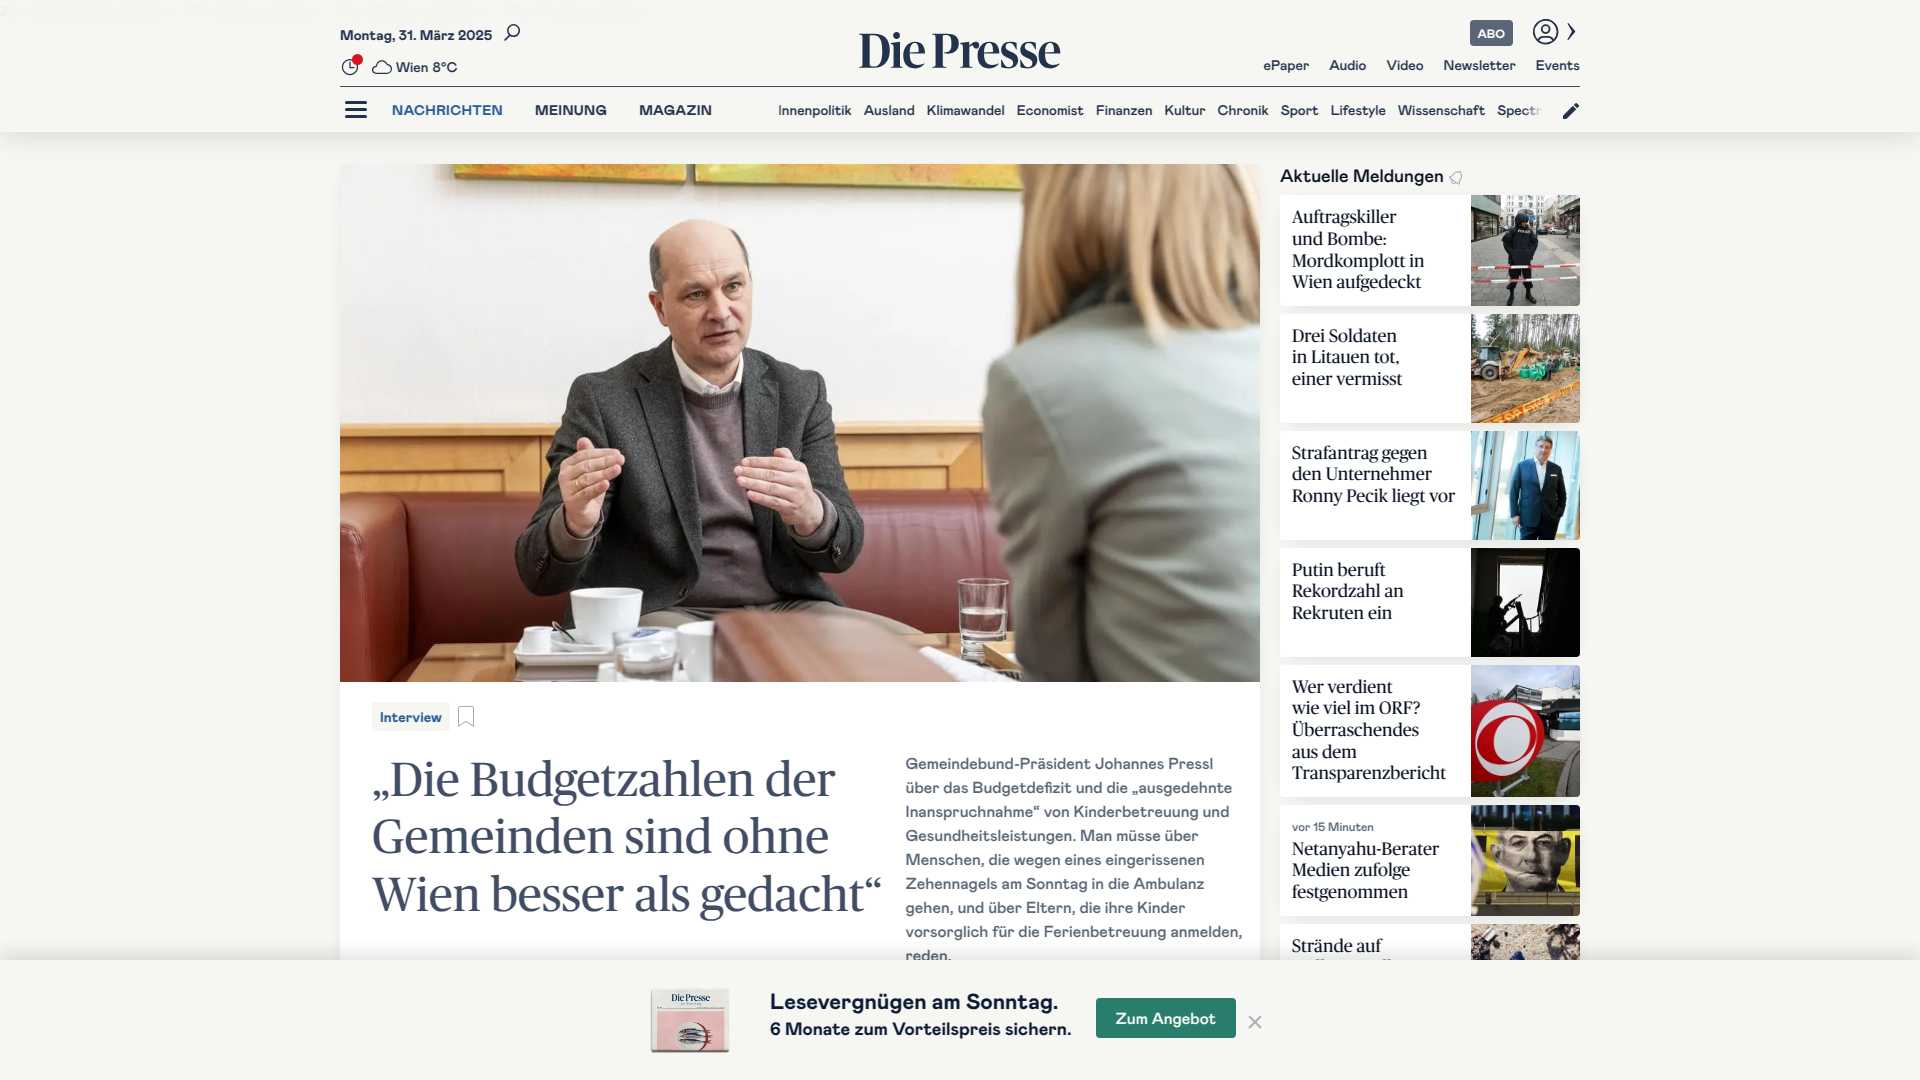 Montag, 31. März 2025
Wien 8°C
Die Presse
ABO
ePaper Audio Video Newsletter Events
NACHRICHTEN MEINUNG MAGAZIN
Innenpolitik Ausland Klimawandel Economist Finanzen Kultur Chronik Sport Lifestyle Wissenschaft Spectr
Interview
„Die Budgetzahlen der
Gemeinden sind ohne
Wien besser als gedacht“
Gemeindebund-Präsident Johannes Pressl
über das Budgetdefizit und die „ausgedehnte
Inanspruchnahme“ von Kinderbetreuung und
Gesundheitsleistungen. Man müsse über
Menschen, die wegen eines eingerissenen
Zehennagels am Sonntag in die Ambulanz
gehen, und über Eltern, die ihre Kinder
vorsorglich für die Ferienbetreuung anmelden,
reden.
Aktuelle Meldungen
Auftragskiller
und Bombe:
Mordkomplott in
Wien aufgedeckt
Drei Soldaten
in Litauen tot,
einer vermisst
Strafantrag gegen
den Unternehmer
Ronny Pecik liegt vor
Putin beruft
Rekordzahl an
Rekruten ein
Wer verdient
wie viel im ORF?
Überraschendes
aus dem
Transparenzbericht
vor 15 Minuten
Netanyahu-Berater
Medien zufolge
festgenommen
Strände auf
Die Presse
Lesevergnügen am Sonntag.
6 Monate zum Vorteilspreis sichern.
Zum Angebot